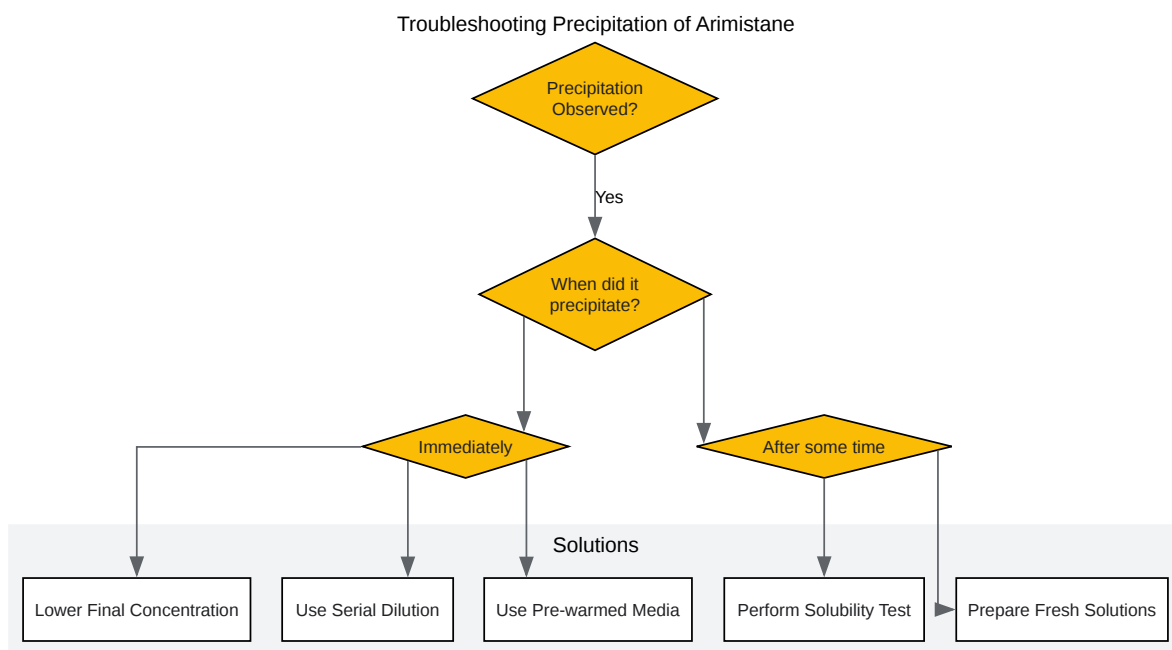 Troubleshooting Precipitation of Arimistane
Precipitation
Observed?
Yes
When did it
precipitate?
Immediately
After some time
Solutions
Lower Final Concentration
Use Serial Dilution
Use Pre-warmed Media
Perform Solubility Test
Prepare Fresh Solutions